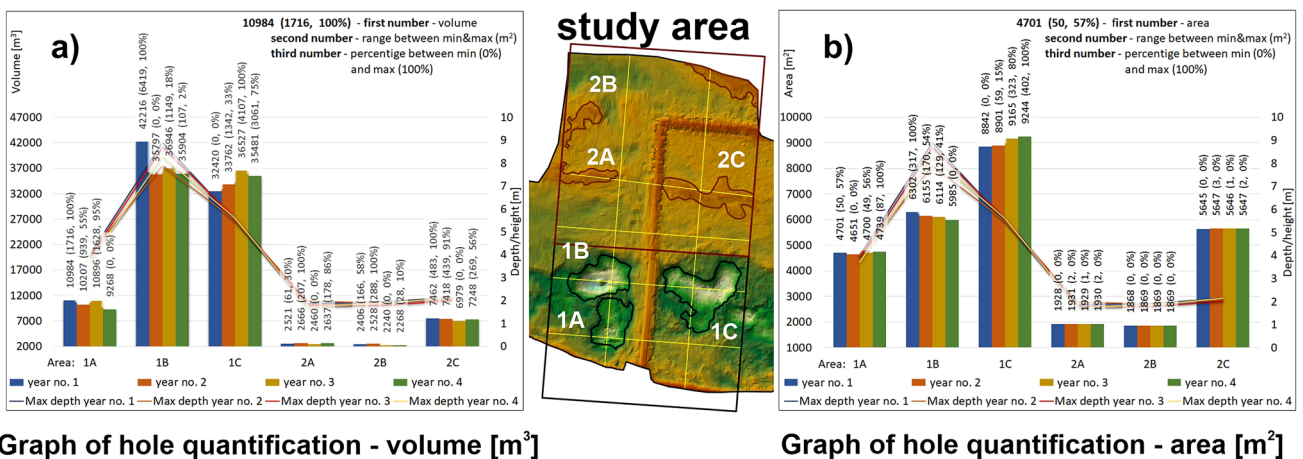 a)
10984 (1716, 100%) - first number - volume
second number - range between min&max (m²)
third number - percentige between min (0%)
and max (100%)
Volume [m³]
47000
42000
37000
32000
27000
22000
17000
12000
7000
2000
10984 (1716, 100%)
10207 (939, 55%)
10896 (1628, 95%)
9268 (0, 0%)
42216 (6419, 100%)
35797 (0, 0%)
36946 (1149, 18%)
35904 (107, 2%)
32420 (0, 0%)
33762 (1342, 33%)
36527 (4107, 100%)
35481 (3061, 75%)
2521 (61, 30%)
2666 (207, 100%)
2460 (0, 0%)
2637 (178, 86%)
2406 (166, 58%)
2528 (288, 100%)
2240 (0, 0%)
2268 (28, 10%)
7462 (483, 100%)
7418 (439, 91%)
6979 (0, 0%)
7248 (269, 56%)
10
9
8
7
6
5
4
3
2
1
0
Depth/height [m]
Area: 1A 1B 1C 2A 2B 2C
year no. 1 year no. 2 year no. 3 year no. 4
Max depth year no. 1 Max depth year no. 2 Max depth year no. 3 Max depth year no. 4
Graph of hole quantification - volume [m³]
study area
2B
2A
2C
1B
1A
1C
b)
4701 (50, 57%) - first number - area
second number - range between min&max (m²)
third number - percentige between min (0%)
and max (100%)
Area [m²]
10000
9000
8000
7000
6000
5000
4000
3000
2000
1000
4701 (50, 57%)
4651 (0, 0%)
4700 (49, 56%)
4739 (87, 100%)
6302 (317, 100%)
6155 (170, 54%)
6114 (129, 41%)
5985 (0, 0%)
8842 (0, 0%)
8901 (59, 15%)
9165 (323, 80%)
9244 (402, 100%)
1928 (0, 0%)
1931 (2, 0%)
1929 (1, 0%)
1930 (2, 0%)
1868 (0, 0%)
1869 (0, 0%)
1869 (0, 0%)
1869 (0, 0%)
5645 (0, 0%)
5647 (3, 0%)
5646 (1, 0%)
5647 (2, 0%)
10
9
8
7
6
5
4
3
2
1
0
Depth/height [m]
Area: 1A 1B 1C 2A 2B 2C
year no. 1 year no. 2 year no. 3 year no. 4
Max depth year no. 1 Max depth year no. 2 Max depth year no. 3 Max depth year no. 4
Graph of hole quantification - area [m²]